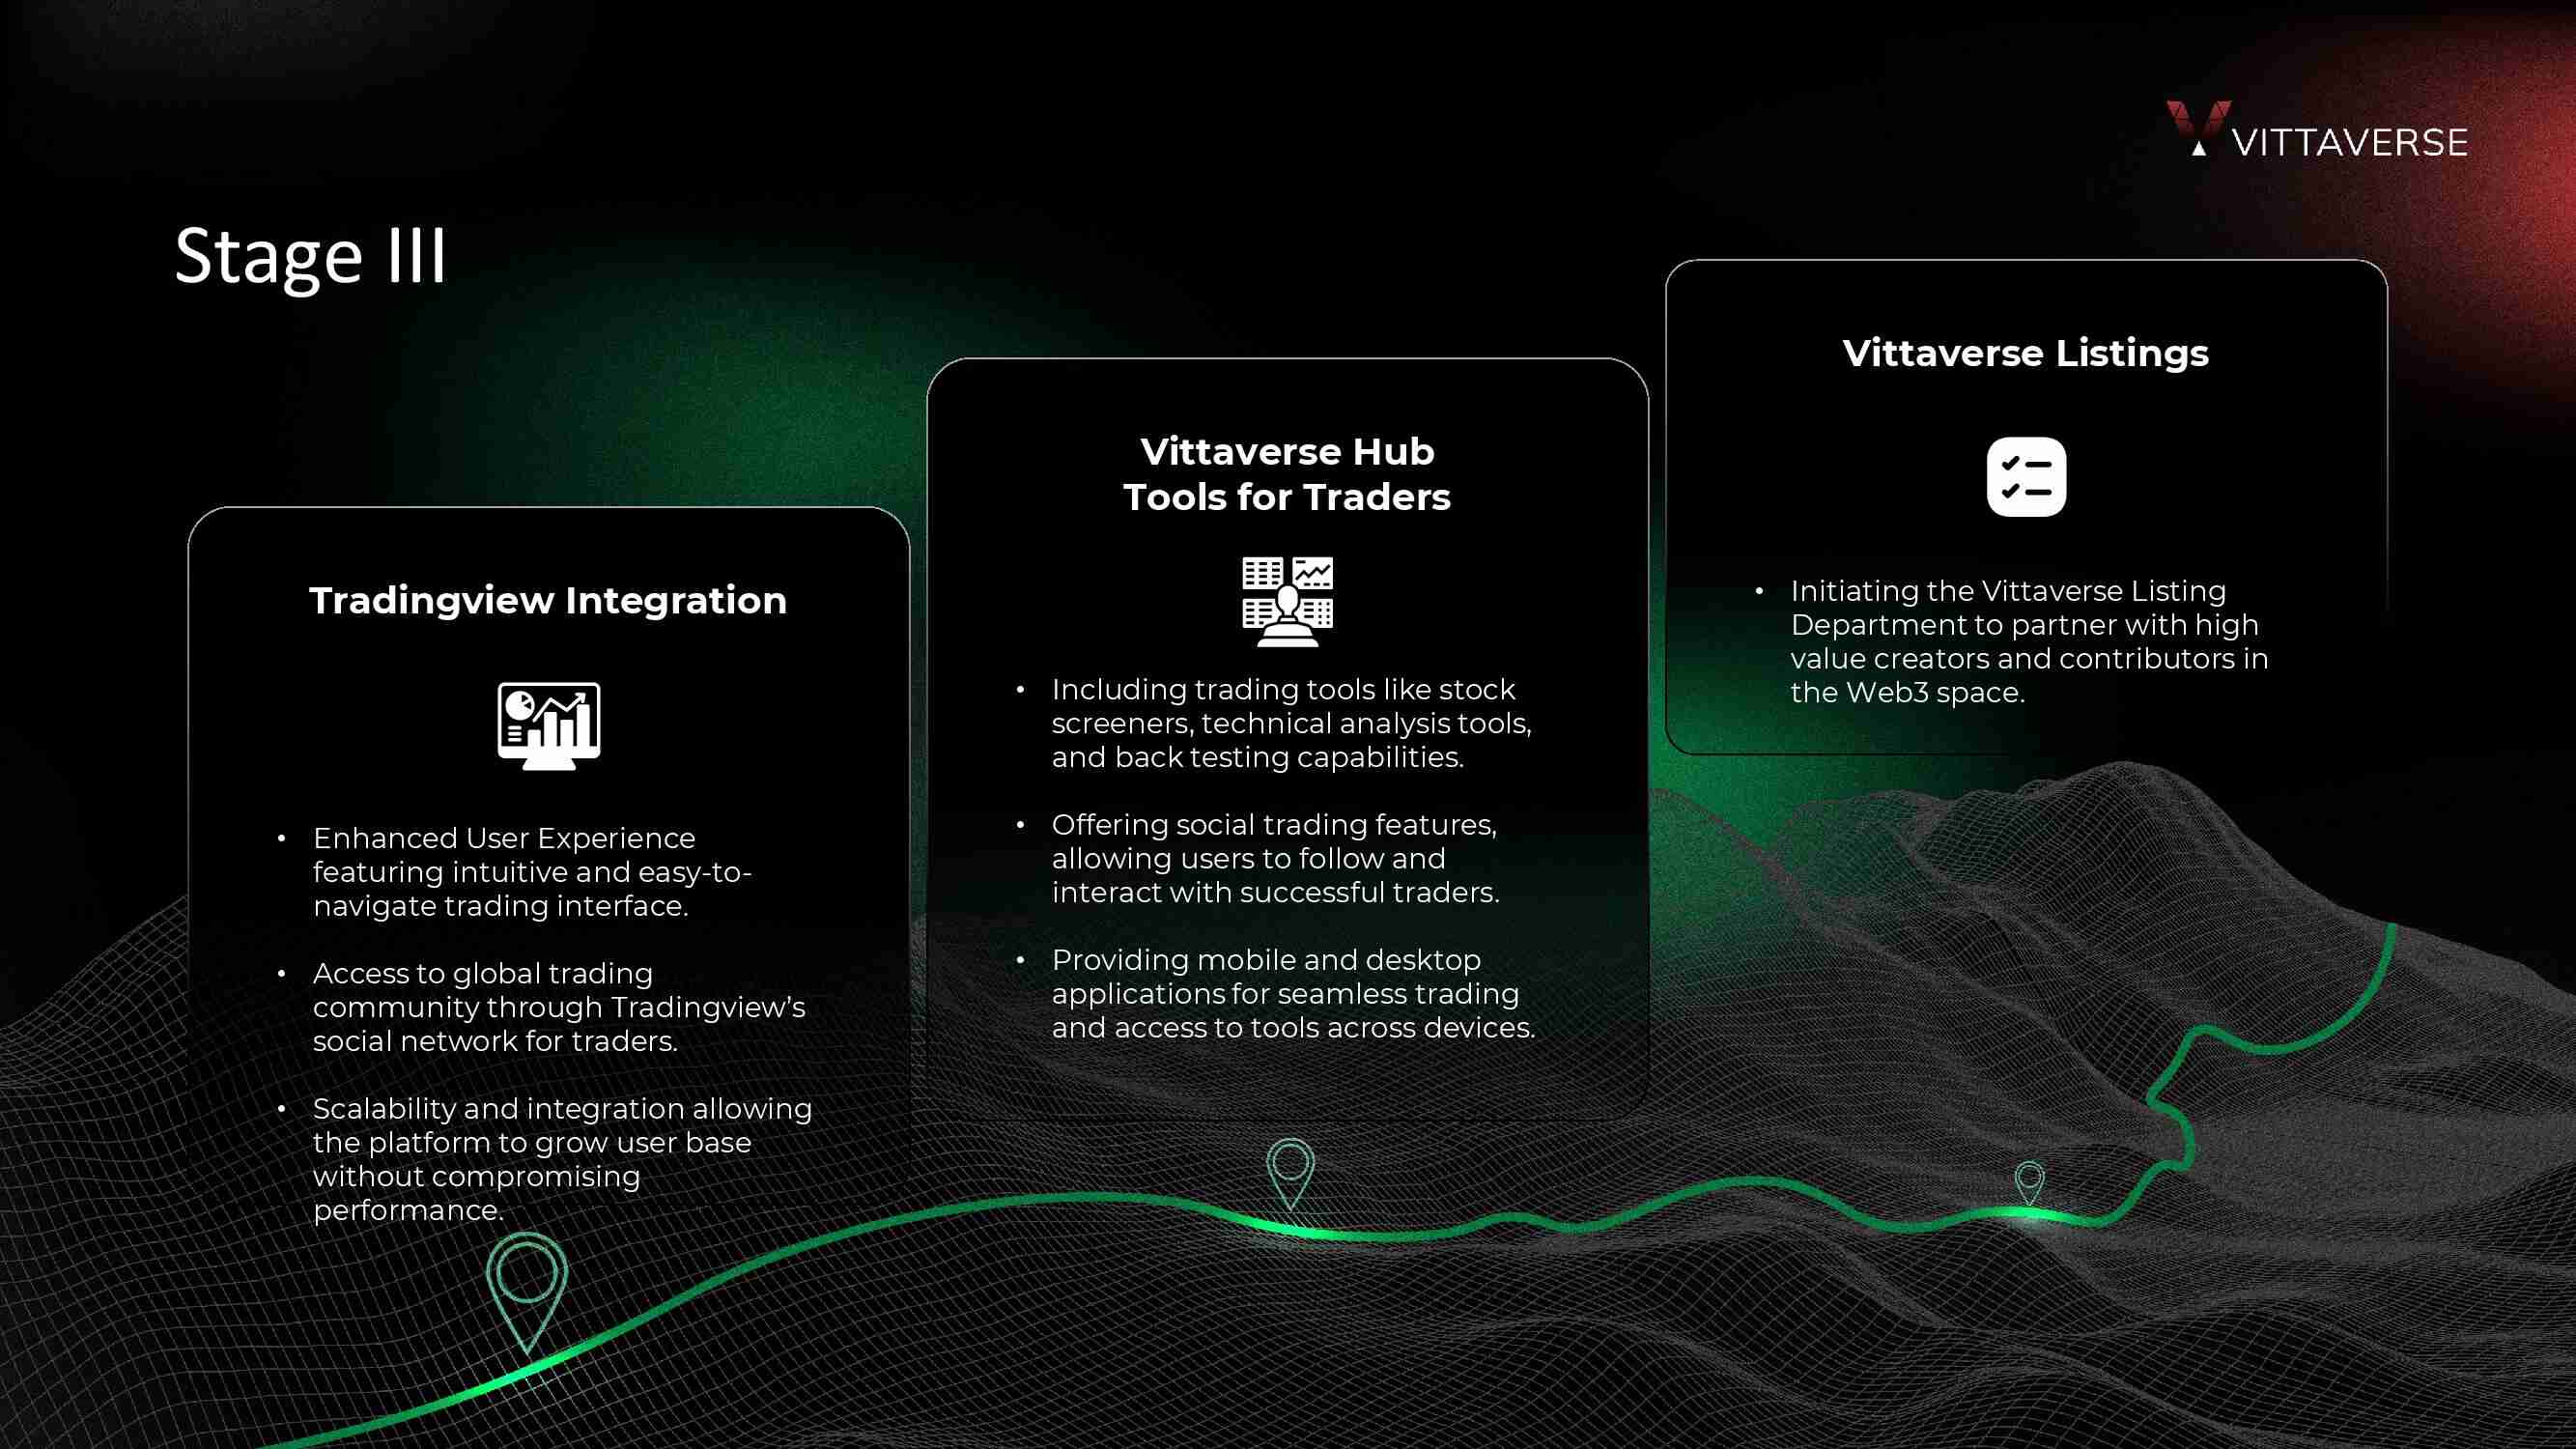 VITTAVERSE
Stage III
Tradingview Integration
• Enhanced User Experience
featuring intuitive and easy-to-
navigate trading interface.
• Access to global trading
community through Tradingview’s
social network for traders.
• Scalability and integration allowing
the platform to grow user base
without compromising
performance.
Vittaverse Hub
Tools for Traders
• Including trading tools like stock
screeners, technical analysis tools,
and back testing capabilities.
• Offering social trading features,
allowing users to follow and
interact with successful traders.
• Providing mobile and desktop
applications for seamless trading
and access to tools across devices.
Vittaverse Listings
• Initiating the Vittaverse Listing
Department to partner with high
value creators and contributors in
the Web3 space.